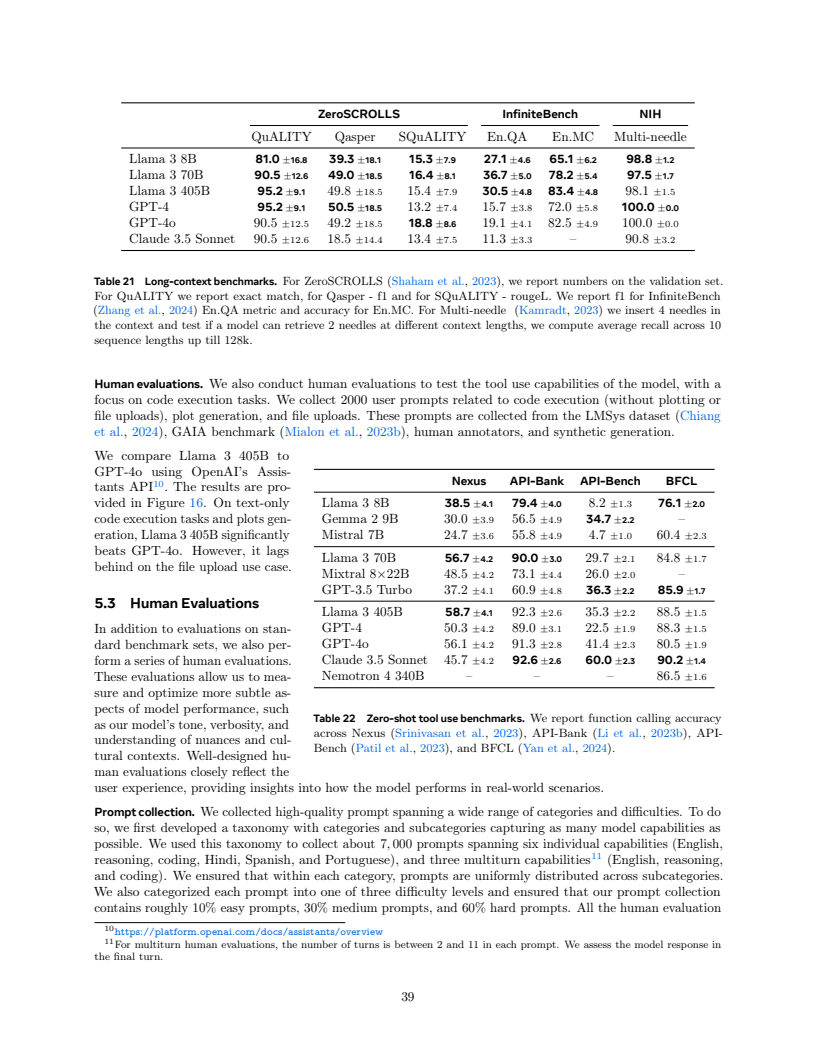 ZeroSCROLLS InfiniteBench NIH
QuALITY Qasper SQuALITY En.QA En.MC Multi-needle
Llama 3 8B 81.0 ±16.8 39.3 ±18.1 15.3 ±7.9 27.1 ±4.6 65.1 ±6.2 98.8 ±1.2
Llama 3 70B 90.5 ±12.6 49.0 ±18.5 16.4 ±8.1 36.7 ±5.0 78.2 ±5.4 97.5 ±1.7
Llama 3 405B 95.2 ±9.1 49.8 ±18.5 15.4 ±7.9 30.5 ±4.8 83.4 ±4.8 98.1 ±1.5
GPT-4 95.2 ±9.1 50.5 ±18.5 13.2 ±7.4 15.7 ±3.8 72.0 ±5.8 100.0 ±0.0
GPT-4o 90.5 ±12.5 49.2 ±18.5 18.8 ±8.6 19.1 ±4.1 82.5 ±4.9 100.0 ±0.0
Claude 3.5 Sonnet 90.5 ±12.6 18.5 ±14.4 13.4 ±7.5 11.3 ±3.3 – 90.8 ±3.2
Table 21 Long-context benchmarks. For ZeroSCROLLS (Shaham et al., 2023), we report numbers on the validation set.
For QuALITY we report exact match, for Qasper - f1 and for SQuALITY - rougeL. We report f1 for InfiniteBench
(Zhang et al., 2024) En.QA metric and accuracy for En.MC. For Multi-needle (Kamradt, 2023) we insert 4 needles in
the context and test if a model can retrieve 2 needles at different context lengths, we compute average recall across 10
sequence lengths up till 128k.
Human evaluations. We also conduct human evaluations to test the tool use capabilities of the model, with a
focus on code execution tasks. We collect 2000 user prompts related to code execution (without plotting or
file uploads), plot generation, and file uploads. These prompts are collected from the LMSys dataset (Chiang
et al., 2024), GAIA benchmark (Mialon et al., 2023b), human annotators, and synthetic generation.
We compare Llama 3 405B to
GPT-4o using OpenAI's Assis-
tants API10. The results are pro-
vided in Figure 16. On text-only
code execution tasks and plots gen-
eration, Llama 3 405B significantly
beats GPT-4o. However, it lags
behind on the file upload use case.
5.3 Human Evaluations
In addition to evaluations on stan-
dard benchmark sets, we also per-
form a series of human evaluations.
These evaluations allow us to mea-
sure and optimize more subtle as-
pects of model performance, such
as our model's tone, verbosity, and
understanding of nuances and cul-
tural contexts. Well-designed hu-
man evaluations closely reflect the
Nexus API-Bank API-Bench BFCL
Llama 3 8B 38.5 ±4.1 79.4 ±4.0 8.2 ±1.3 76.1 ±2.0
Gemma 2 9B 30.0 ±3.9 56.5 ±4.9 34.7 ±2.2 –
Mistral 7B 24.7 ±3.6 55.8 ±4.9 4.7 ±1.0 60.4 ±2.3
Llama 3 70B 56.7 ±4.2 90.0 ±3.0 29.7 ±2.1 84.8 ±1.7
Mixtral 8×22B 48.5 ±4.2 73.1 ±4.4 26.0 ±2.0 –
GPT-3.5 Turbo 37.2 ±4.1 60.9 ±4.8 36.3 ±2.2 85.9 ±1.7
Llama 3 405B 58.7 ±4.1 92.3 ±2.6 35.3 ±2.2 88.5 ±1.5
GPT-4 50.3 ±4.2 89.0 ±3.1 22.5 ±1.9 88.3 ±1.5
GPT-4o 56.1 ±4.2 91.3 ±2.8 41.4 ±2.3 80.5 ±1.9
Claude 3.5 Sonnet 45.7 ±4.2 92.6 ±2.6 60.0 ±2.3 90.2 ±1.4
Nemotron 4 340B – – – 86.5 ±1.6
Table 22 Zero-shot tool use benchmarks. We report function calling accuracy
across Nexus (Srinivasan et al., 2023), API-Bank (Li et al., 2023b), API-
Bench (Patil et al., 2023), and BFCL (Yan et al., 2024).
user experience, providing insights into how the model performs in real-world scenarios.
Prompt collection. We collected high-quality prompt spanning a wide range of categories and difficulties. To do
so, we first developed a taxonomy with categories and subcategories capturing as many model capabilities as
possible. We used this taxonomy to collect about 7,000 prompts spanning six individual capabilities (English,
reasoning, coding, Hindi, Spanish, and Portuguese), and three multiturn capabilities11 (English, reasoning,
and coding). We ensured that within each category, prompts are uniformly distributed across subcategories.
We also categorized each prompt into one of three difficulty levels and ensured that our prompt collection
contains roughly 10% easy prompts, 30% medium prompts, and 60% hard prompts. All the human evaluation
10https://platform.openai.com/docs/assistants/overview
11For multiturn human evaluations, the number of turns is between 2 and 11 in each prompt. We assess the model response in
the final turn.
39